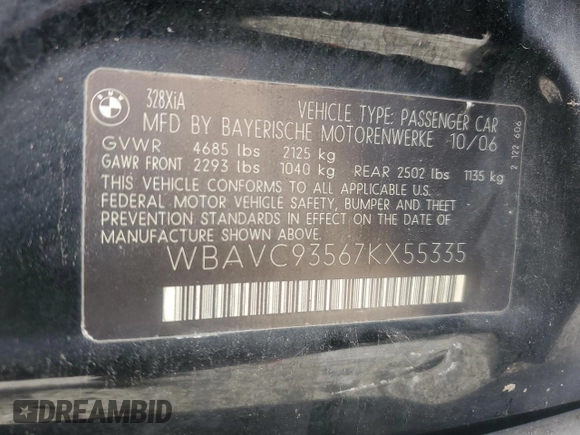 BMW
328XiA
VEHICLE TYPE: PASSENGER CAR
MFD BY BAYERISCHE MOTORENWERKE 10/06
GVWR 4685 lbs 2125 kg
GAWR FRONT 2293 lbs 1040 kg REAR 2502 lbs 1135 kg
THIS VEHICLE CONFORMS TO ALL APPLICABLE U.S.
FEDERAL MOTOR VEHICLE SAFETY, BUMPER AND THEFT
PREVENTION STANDARDS IN EFFECT ON THE DATE OF
MANUFACTURE SHOWN ABOVE.
WBAVC93567KX55335
2 122 606
DREAMBID